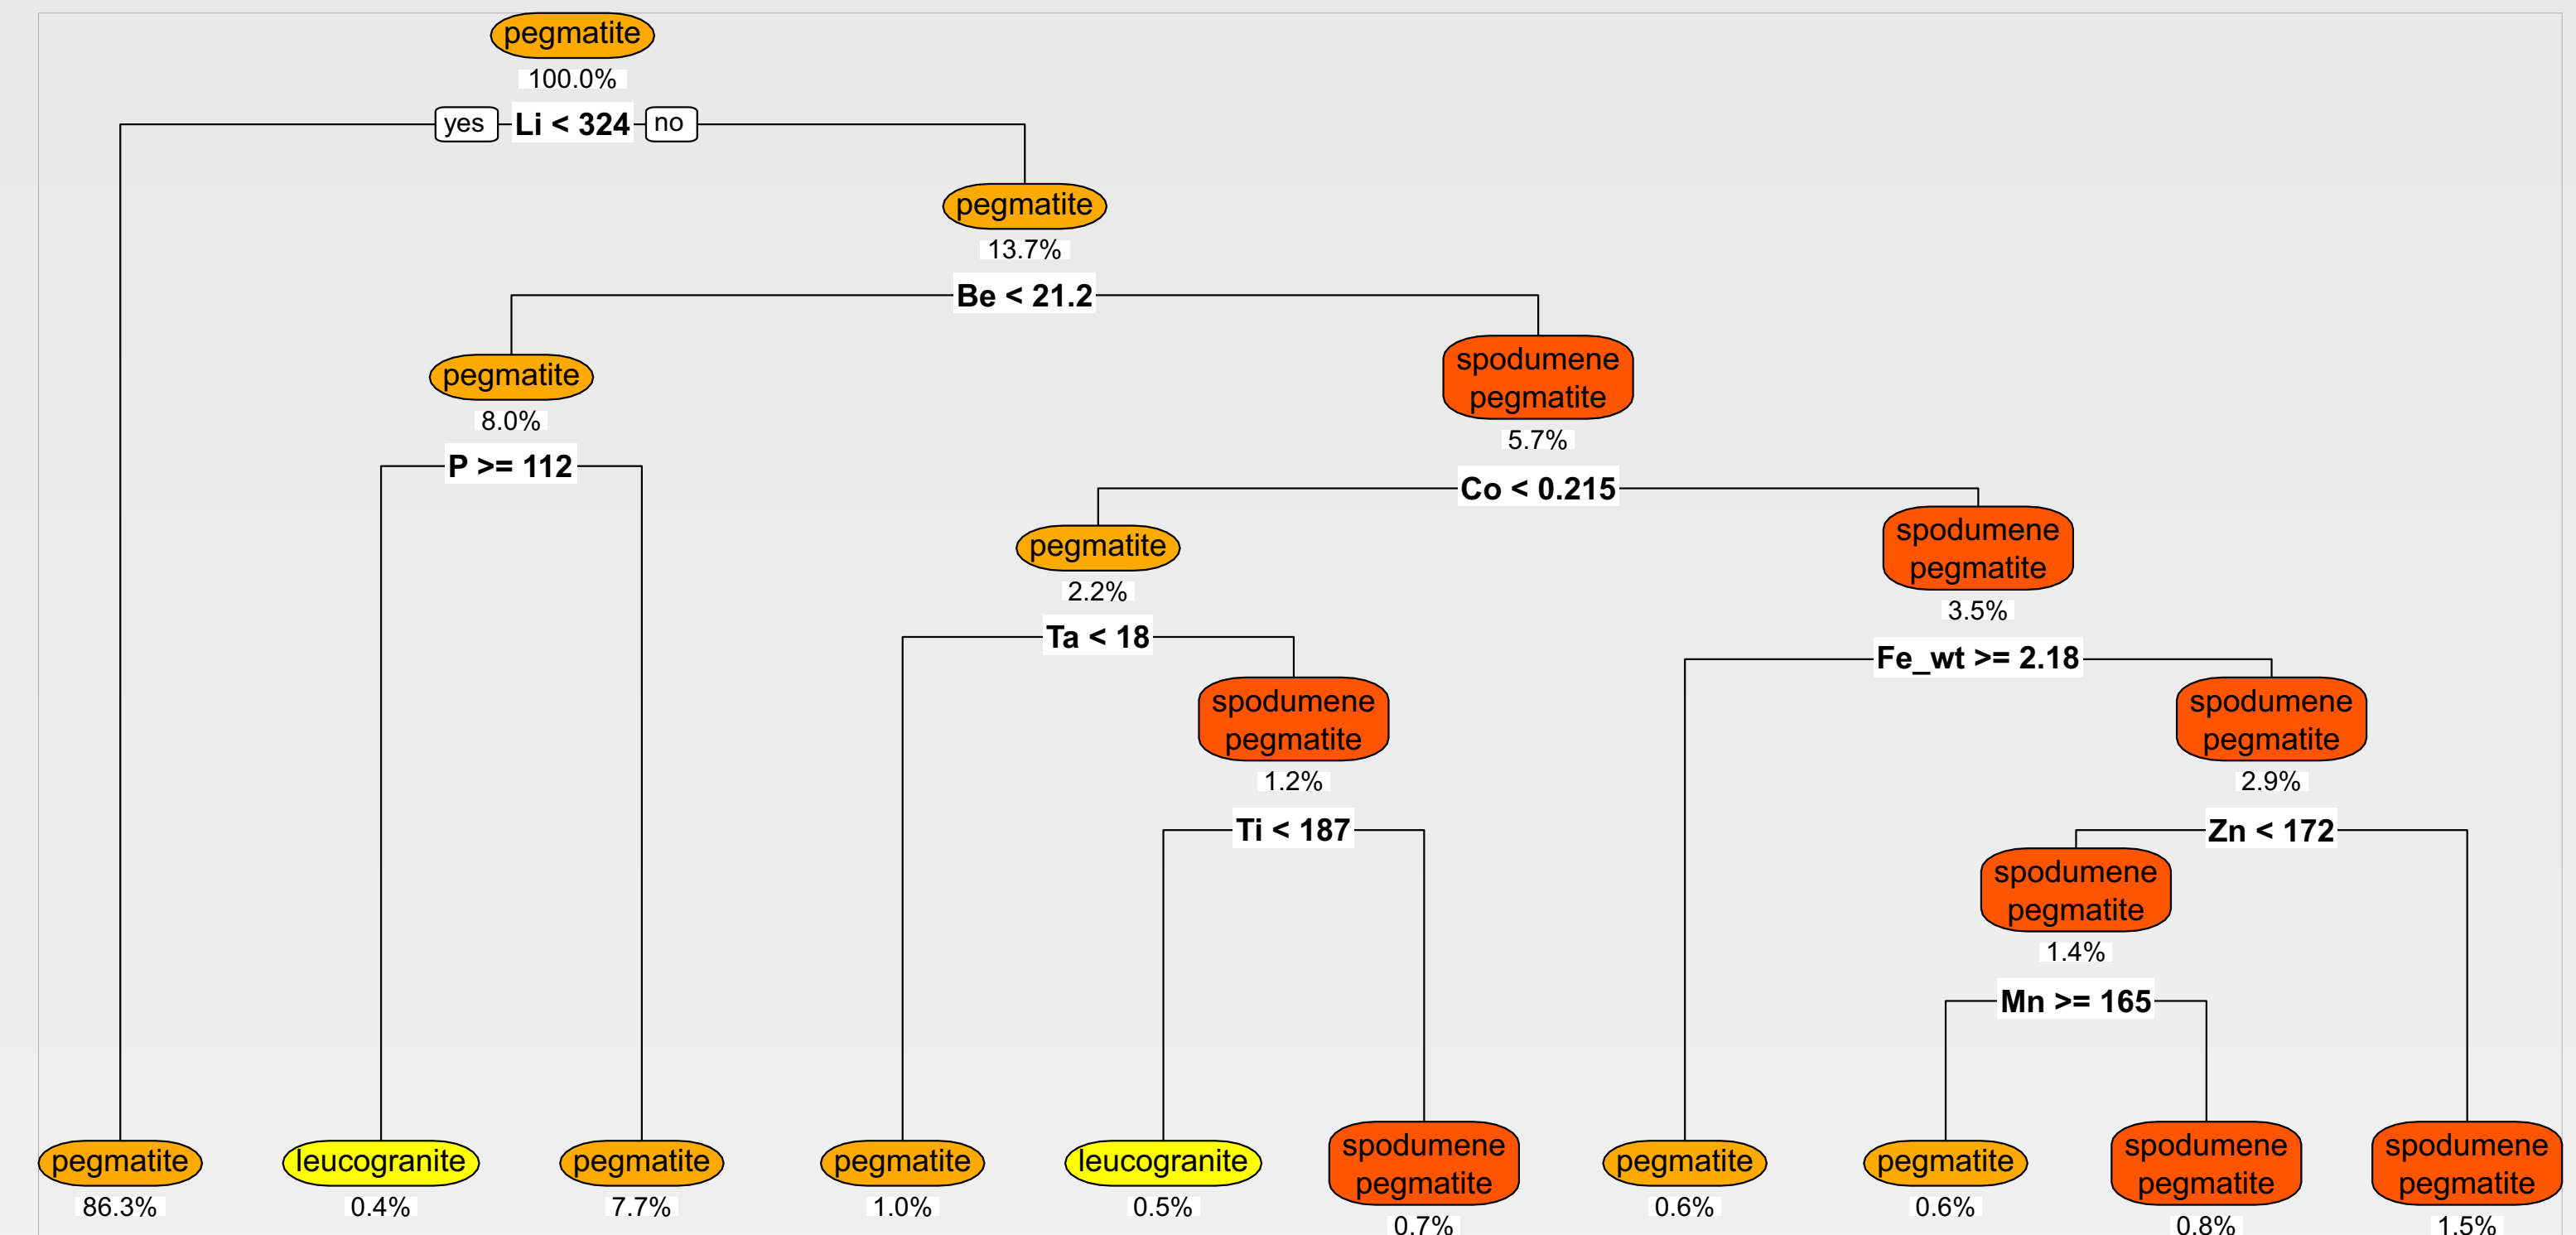 pegmatite
100.0%
yes Li < 324 no
pegmatite
13.7%
Be < 21.2
pegmatite
8.0%
P >= 112
spodumene
pegmatite
5.7%
Co < 0.215
pegmatite
2.2%
Ta < 18
spodumene
pegmatite
3.5%
Fe_wt >= 2.18
spodumene
pegmatite
1.2%
Ti < 187
spodumene
pegmatite
2.9%
Zn < 172
spodumene
pegmatite
1.4%
Mn >= 165
pegmatite
86.3%
leucogranite
0.4%
pegmatite
7.7%
pegmatite
1.0%
leucogranite
0.5%
spodumene
pegmatite
0.7%
pegmatite
0.6%
pegmatite
0.6%
spodumene
pegmatite
0.8%
spodumene
pegmatite
1.5%